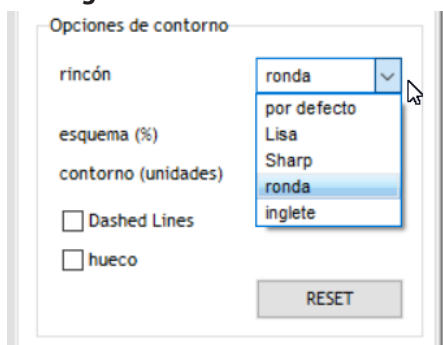 Opciones de contorno
rincón
ronda
por defecto
esquema (%)
Lisa
Sharp
contorno (unidades)
ronda
inglete
Dashed Lines
hueco
RESET